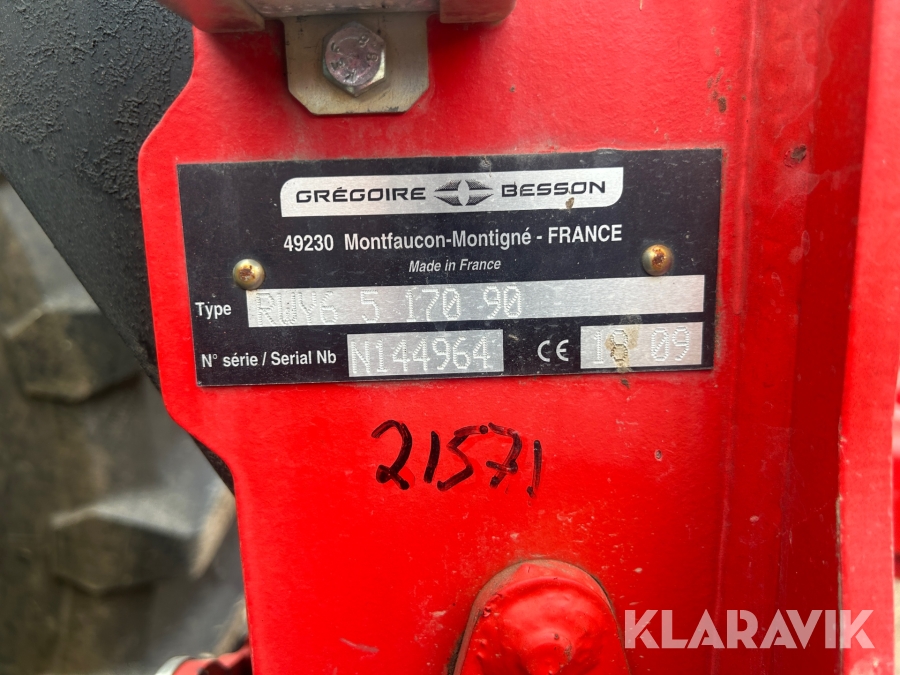 GRÉGOIRE BESSON
49230 Montfaucon-Montigné - FRANCE
Made in France
Type RWY6 5 170 90
N° série / Serial Nb N144964 CE 18 09
21571
KLARAVIK